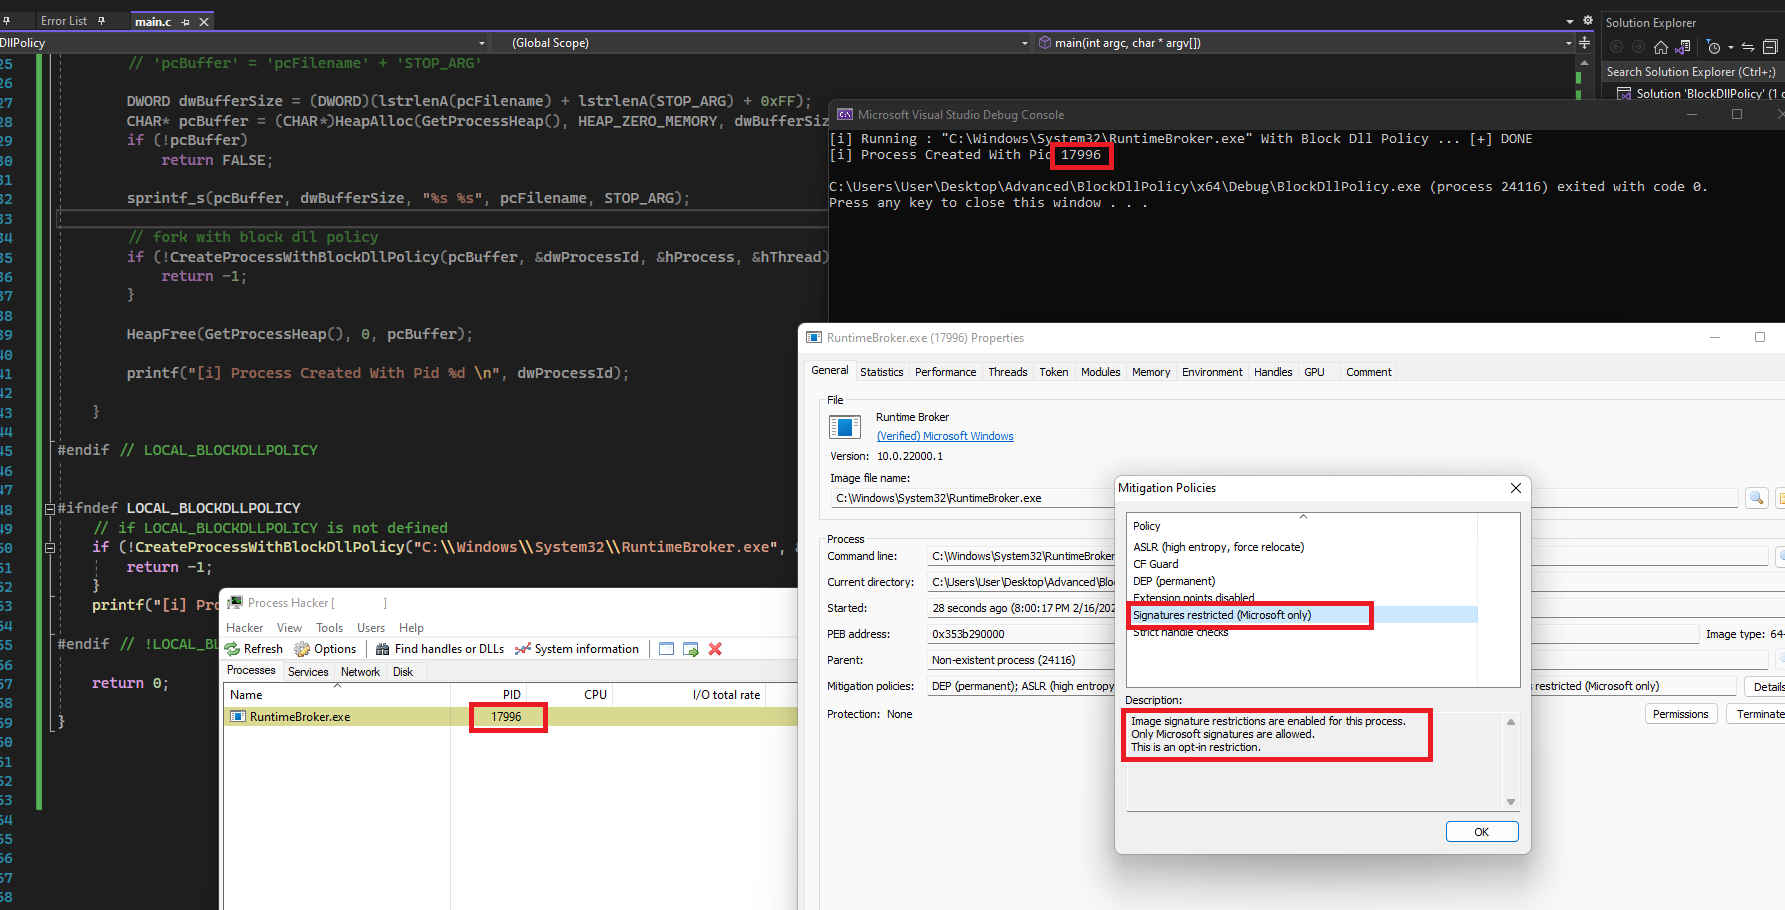 Error List
main.c
DllPolicy
(Global Scope)
main(int argc, char * argv[])
25 // 'pcBuffer' = 'pcFilename' + 'STOP_ARG'
26
27 DWORD dwBufferSize = (DWORD)(lstrlenA(pcFilename) + lstrlenA(STOP_ARG) + 0xFF);
28 CHAR* pcBuffer = (CHAR*)HeapAlloc(GetProcessHeap(), HEAP_ZERO_MEMORY, dwBufferSiz
29 if (!pcBuffer)
30 return FALSE;
31
32 sprintf_s(pcBuffer, dwBufferSize, "%s %s", pcFilename, STOP_ARG);
33
34 // fork with block dll policy
35 if (!CreateProcessWithBlockDllPolicy(pcBuffer, &dwProcessId, &hProcess, &hThread)
36 return -1;
37 }
38
39 HeapFree(GetProcessHeap(), 0, pcBuffer);
40
41 printf("[i] Process Created With Pid %d \n", dwProcessId);
42
43 }
44
45 #endif // LOCAL_BLOCKDLLPOLICY
46
47
48 #ifndef LOCAL_BLOCKDLLPOLICY
49 // if LOCAL_BLOCKDLLPOLICY is not defined
50 if (!CreateProcessWithBlockDllPolicy("C:\\Windows\\System32\\RuntimeBroker.exe", &
51 return -1;
52 }
53 printf("[i] Pro
54
55 #endif // !LOCAL_BL
56
57 return 0;
58
59 }
60
61
62
63
64
65
66
67
68
Solution Explorer
Search Solution Explorer (Ctrl+;)
Solution 'BlockDllPolicy' (1 o
Microsoft Visual Studio Debug Console
[i] Running : "C:\Windows\System32\RuntimeBroker.exe" With Block Dll Policy ... [+] DONE
[i] Process Created With Pid 17996
C:\Users\User\Desktop\Advanced\BlockDllPolicy\x64\Debug\BlockDllPolicy.exe (process 24116) exited with code 0.
Press any key to close this window . . .
RuntimeBroker.exe (17996) Properties
General Statistics Performance Threads Token Modules Memory Environment Handles GPU Comment
File
Runtime Broker
(Verified) Microsoft Windows
Version: 10.0.22000.1
Image file name:
C:\Windows\System32\RuntimeBroker.exe
Process
Command line: C:\Windows\System32\RuntimeBroker
Current directory: C:\Users\User\Desktop\Advanced\Blo
Started: 28 seconds ago (8:00:17 PM 2/16/202
PEB address: 0x353b290000
Image type: 64-
Parent: Non-existent process (24116)
Mitigation policies: DEP (permanent); ASLR (high entropy
restricted (Microsoft only)
Details
Protection: None
Permissions
Terminate
Mitigation Policies
Policy
ASLR (high entropy, force relocate)
CF Guard
DEP (permanent)
Extension points disabled
Signatures restricted (Microsoft only)
Strict handle checks
Description:
Image signature restrictions are enabled for this process.
Only Microsoft signatures are allowed.
This is an opt-in restriction.
OK
Process Hacker [ ]
Hacker View Tools Users Help
Refresh Options Find handles or DLLs System information
Processes Services Network Disk
Name PID CPU I/O total rate
RuntimeBroker.exe 17996